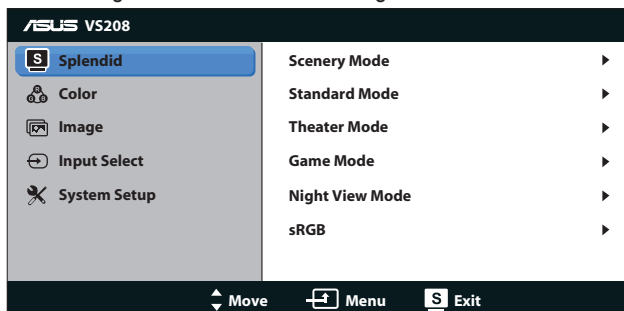 /SUS VS208
S Splendid
Color
Image
Input Select
System Setup
Scenery Mode
Standard Mode
Theater Mode
Game Mode
Night View Mode
sRGB
Move Menu S Exit